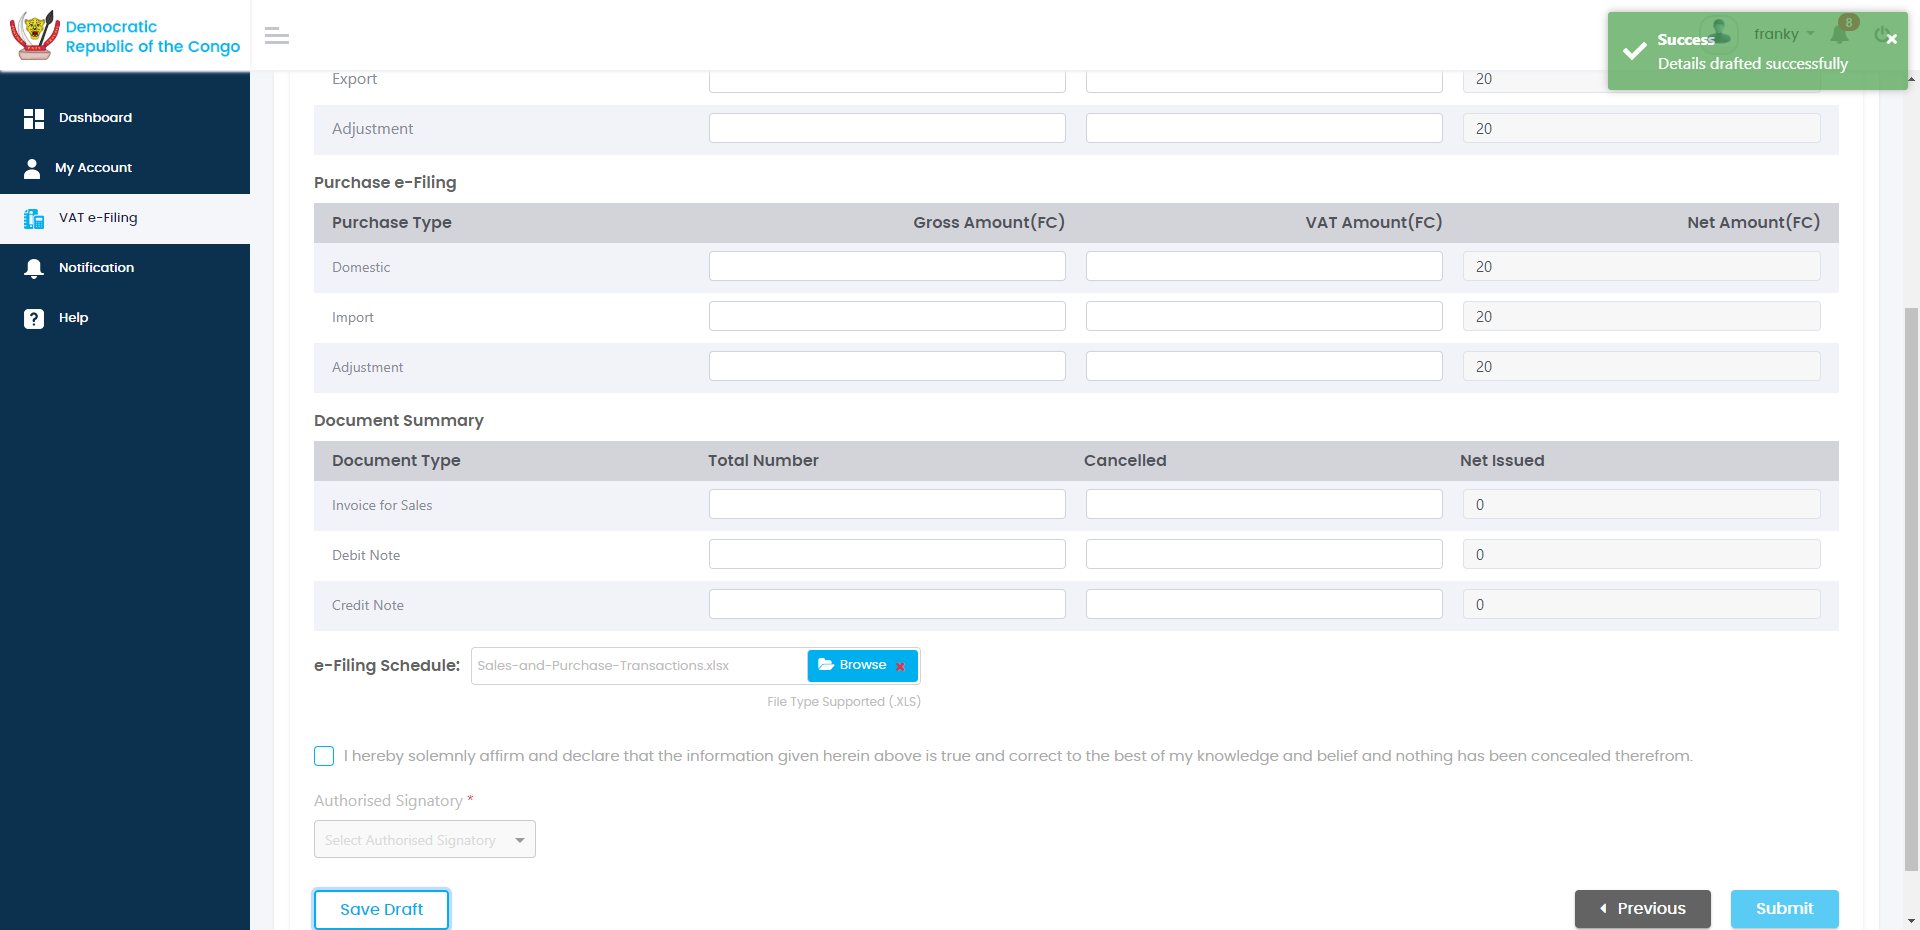 Democratic
Republic of the Congo
franky
8
Success
Details drafted successfully
Dashboard
My Account
VAT e-Filing
Notification
Help
Export 20
Adjustment 20
Purchase e-Filing
Purchase Type Gross Amount(FC) VAT Amount(FC) Net Amount(FC)
Domestic 20
Import 20
Adjustment 20
Document Summary
Document Type Total Number Cancelled Net Issued
Invoice for Sales 0
Debit Note 0
Credit Note 0
e-Filing Schedule: Sales-and-Purchase-Transactions.xlsx Browse
File Type Supported (.XLS)
I hereby solemnly affirm and declare that the information given herein above is true and correct to the best of my knowledge and belief and nothing has been concealed therefrom.
Authorised Signatory *
Select Authorised Signatory
Save Draft Previous Submit